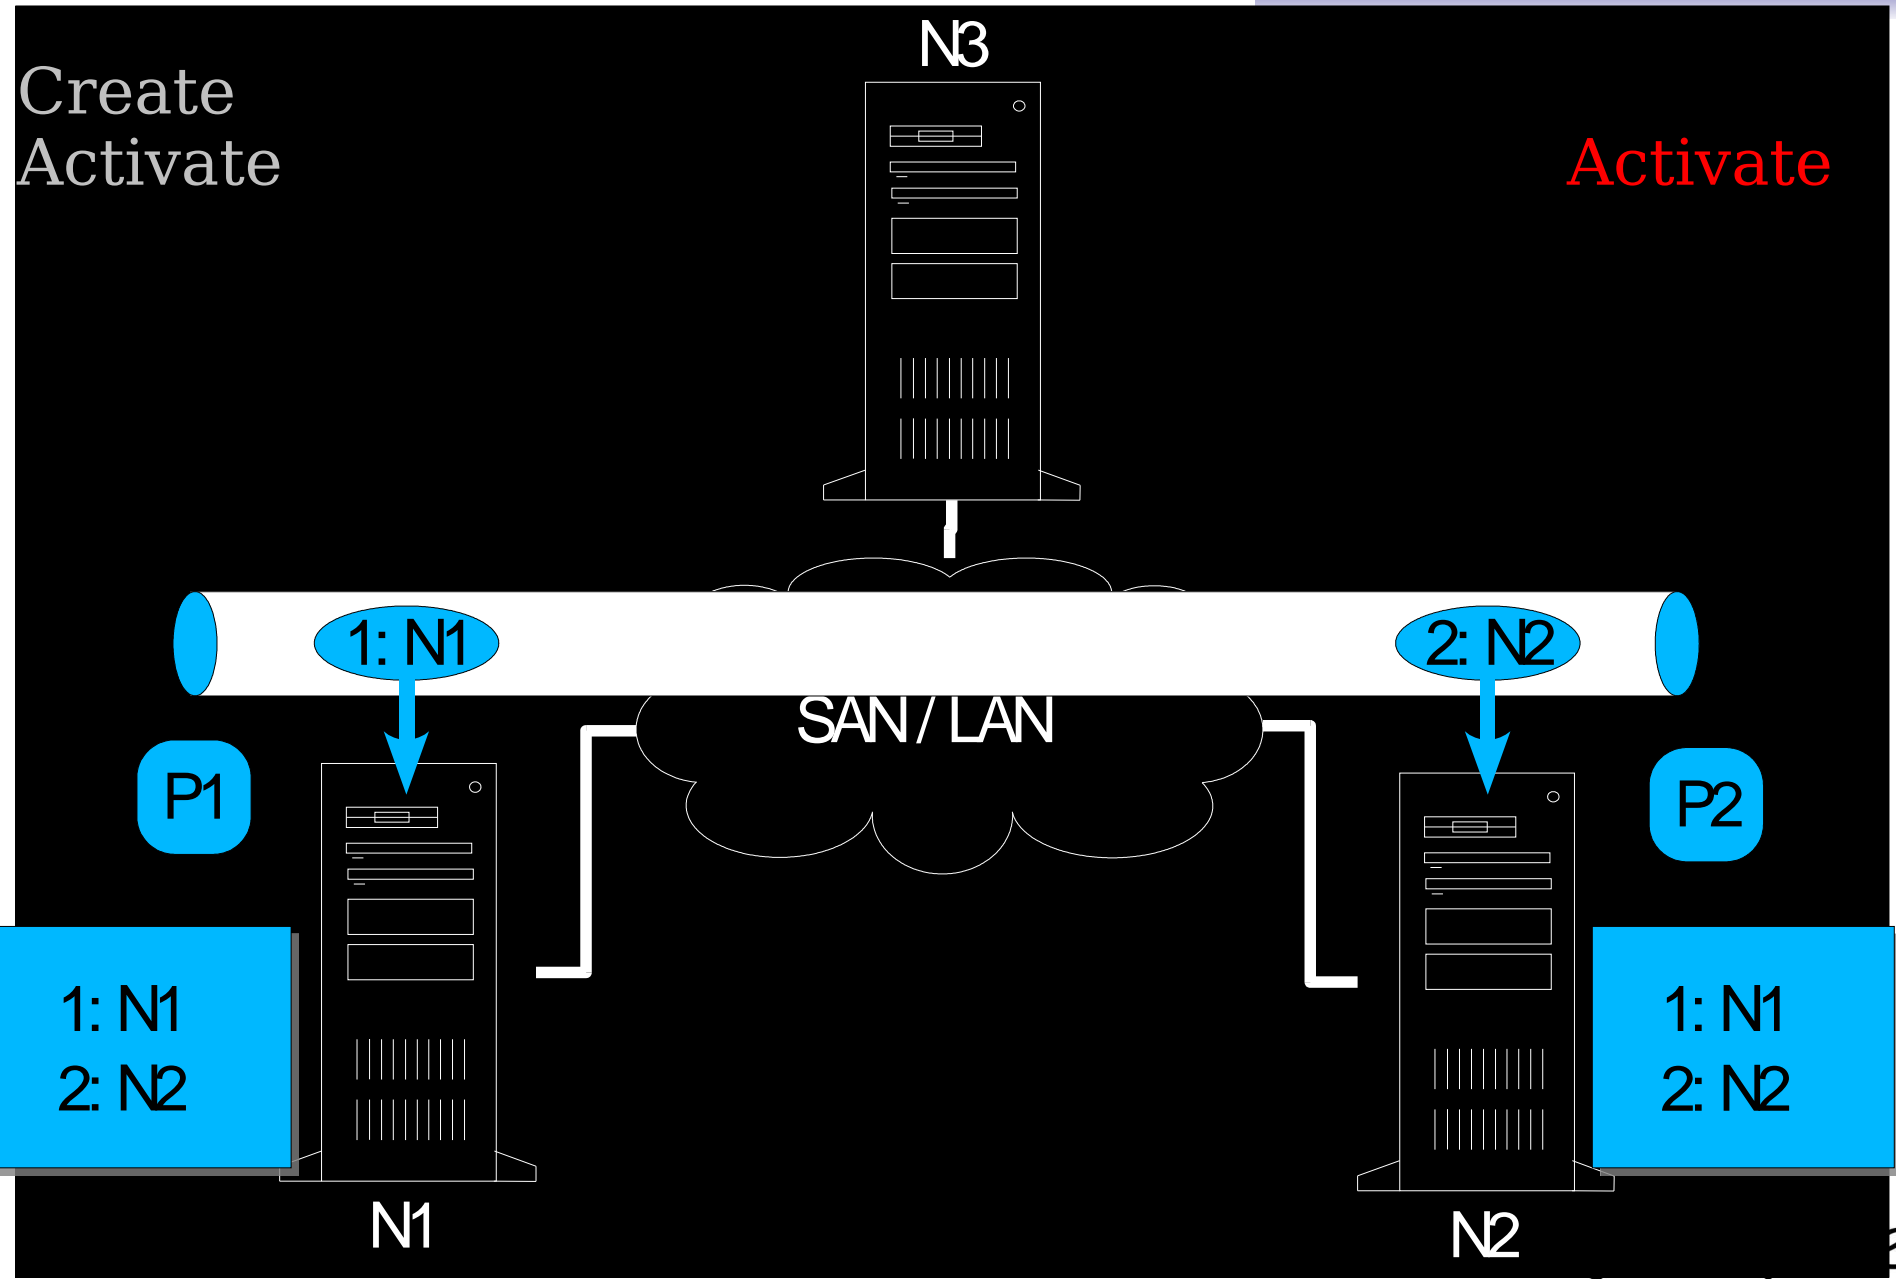 N3
Create
Activate
Activate
1: N1
2: N2
SAN / LAN
P1
P2
1: N1
2: N2
1: N1
2: N2
N1
N2